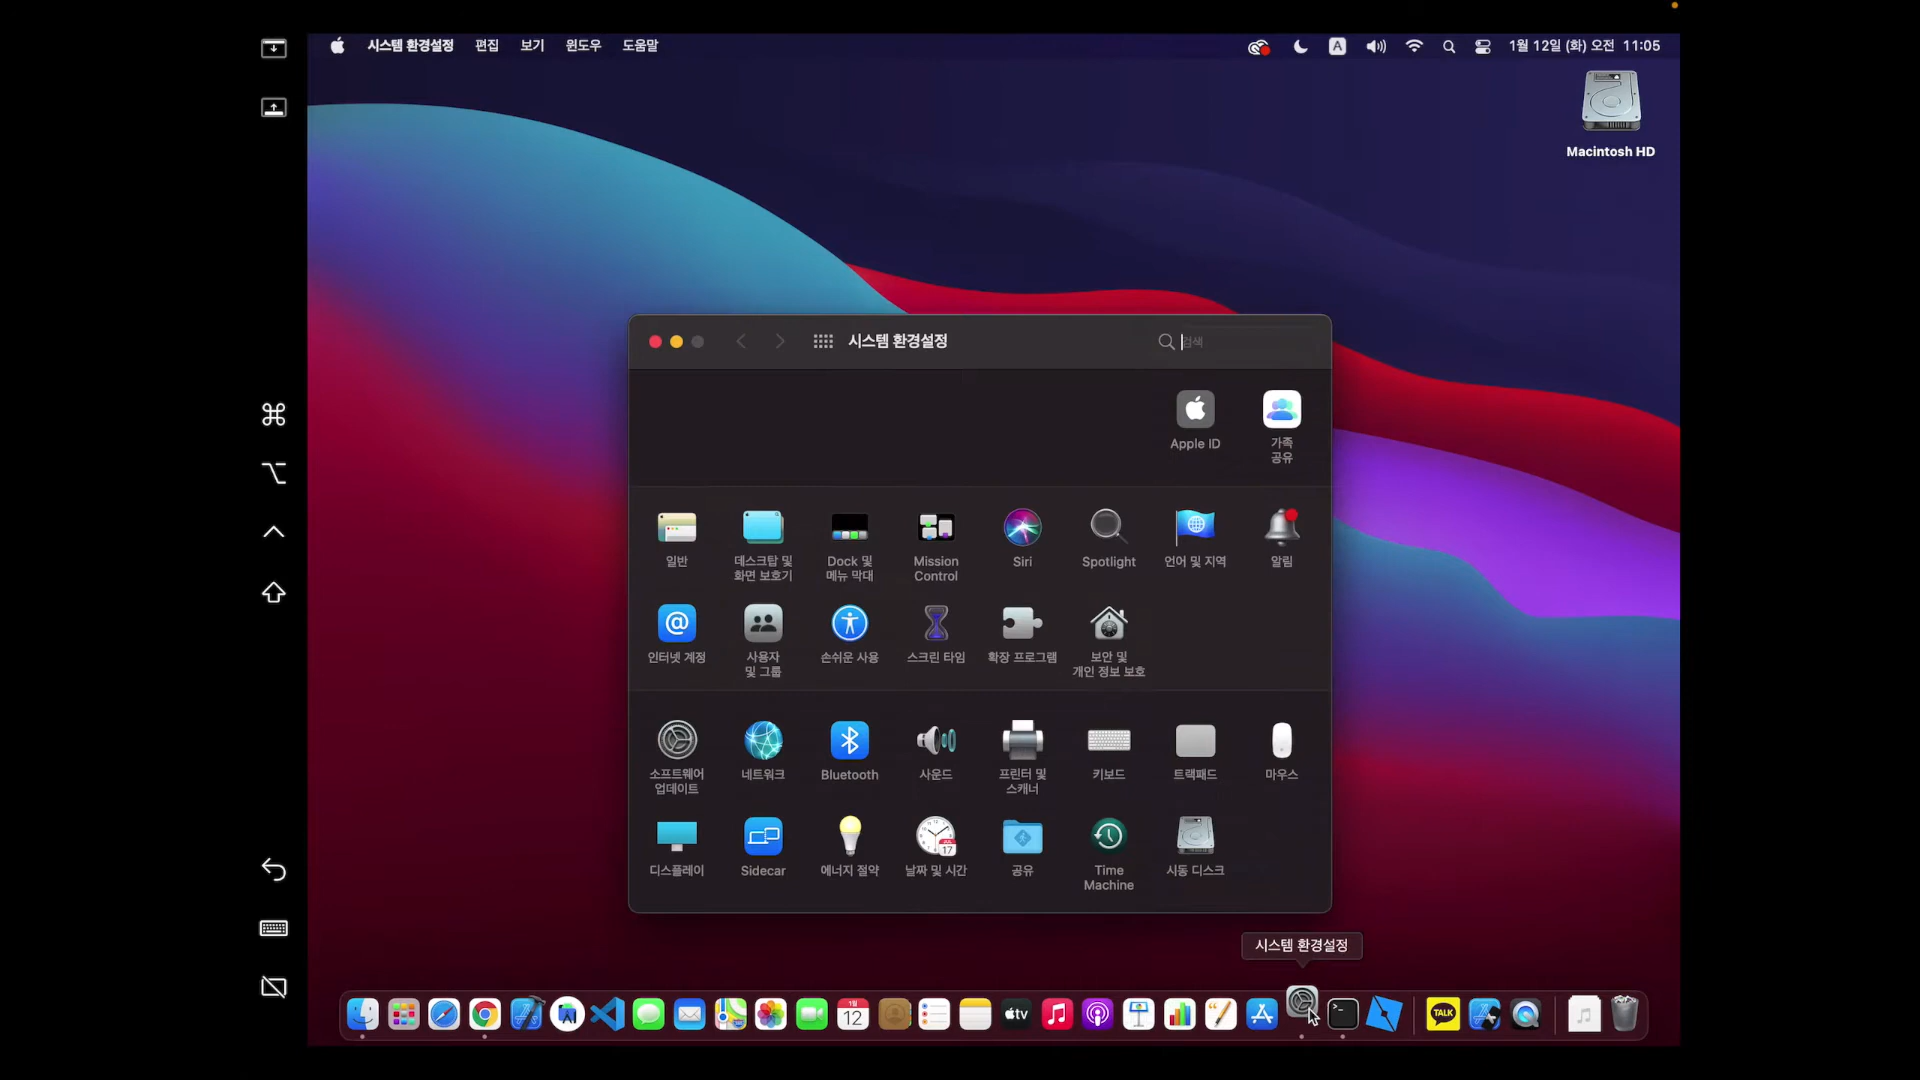 시스템 환경설정 편집 보기 윈도우 도움말 A 1월 12일 (화) 오전 11:05
Macintosh HD
시스템 환경설정 검색
Apple ID
가족
공유
일반
데스크탑 및
화면 보호기
Dock 및
메뉴 막대
Mission
Control
Siri
Spotlight
언어 및 지역
알림
인터넷 계정
사용자
및 그룹
손쉬운 사용
스크린 타임
확장 프로그램
보안 및
개인 정보 보호
소프트웨어
업데이트
네트워크
Bluetooth
사운드
프린터 및
스캐너
키보드
트랙패드
마우스
디스플레이
Sidecar
에너지 절약
JUL
17
날짜 및 시간
공유
Time
Machine
시동 디스크
시스템 환경설정
1월
12
tv
TALK